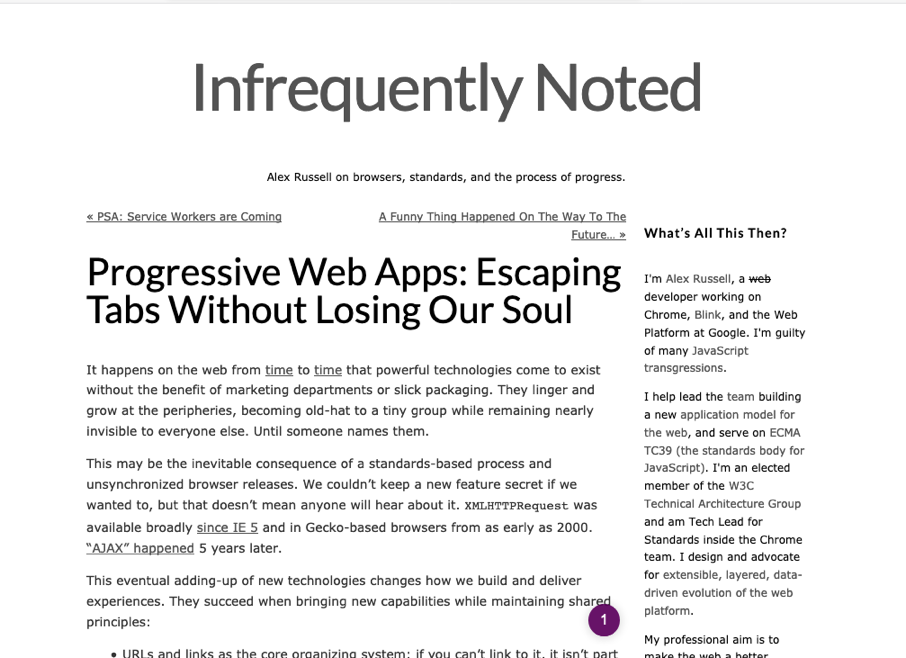 Infrequently Noted
Alex Russell on browsers, standards, and the process of progress.
« PSA: Service Workers are Coming
A Funny Thing Happened On The Way To The
Future… »
Progressive Web Apps: Escaping
Tabs Without Losing Our Soul
It happens on the web from time to time that powerful technologies come to exist
without the benefit of marketing departments or slick packaging. They linger and
grow at the peripheries, becoming old-hat to a tiny group while remaining nearly
invisible to everyone else. Until someone names them.
This may be the inevitable consequence of a standards-based process and
unsynchronized browser releases. We couldn’t keep a new feature secret if we
wanted to, but that doesn’t mean anyone will hear about it. XMLHTTPRequest was
available broadly since IE 5 and in Gecko-based browsers from as early as 2000.
“AJAX” happened 5 years later.
This eventual adding-up of new technologies changes how we build and deliver
experiences. They succeed when bringing new capabilities while maintaining shared
principles:
• URLs and links as the core organizing system: if you can’t link to it, it isn’t part
1
What’s All This Then?
I'm Alex Russell, a web
developer working on
Chrome, Blink, and the Web
Platform at Google. I'm guilty
of many JavaScript
transgressions.
I help lead the team building
a new application model for
the web, and serve on ECMA
TC39 (the standards body for
JavaScript). I'm an elected
member of the W3C
Technical Architecture Group
and am Tech Lead for
Standards inside the Chrome
team. I design and advocate
for extensible, layered, data-
driven evolution of the web
platform.
My professional aim is to
make the web a better